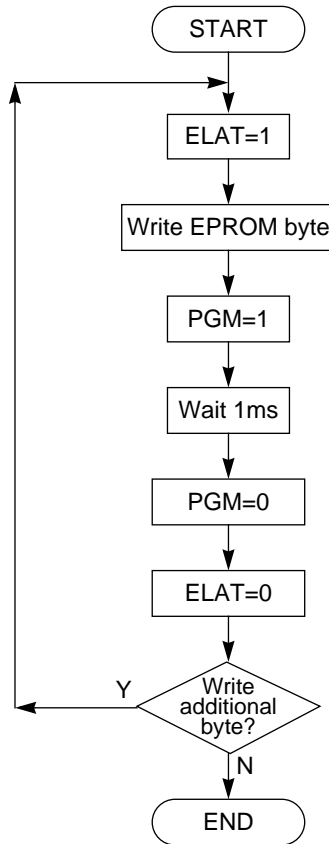 START
ELAT=1
Write EPROM byte
PGM=1
Wait 1ms
PGM=0
ELAT=0
Write
additional
byte?
Y
N
END